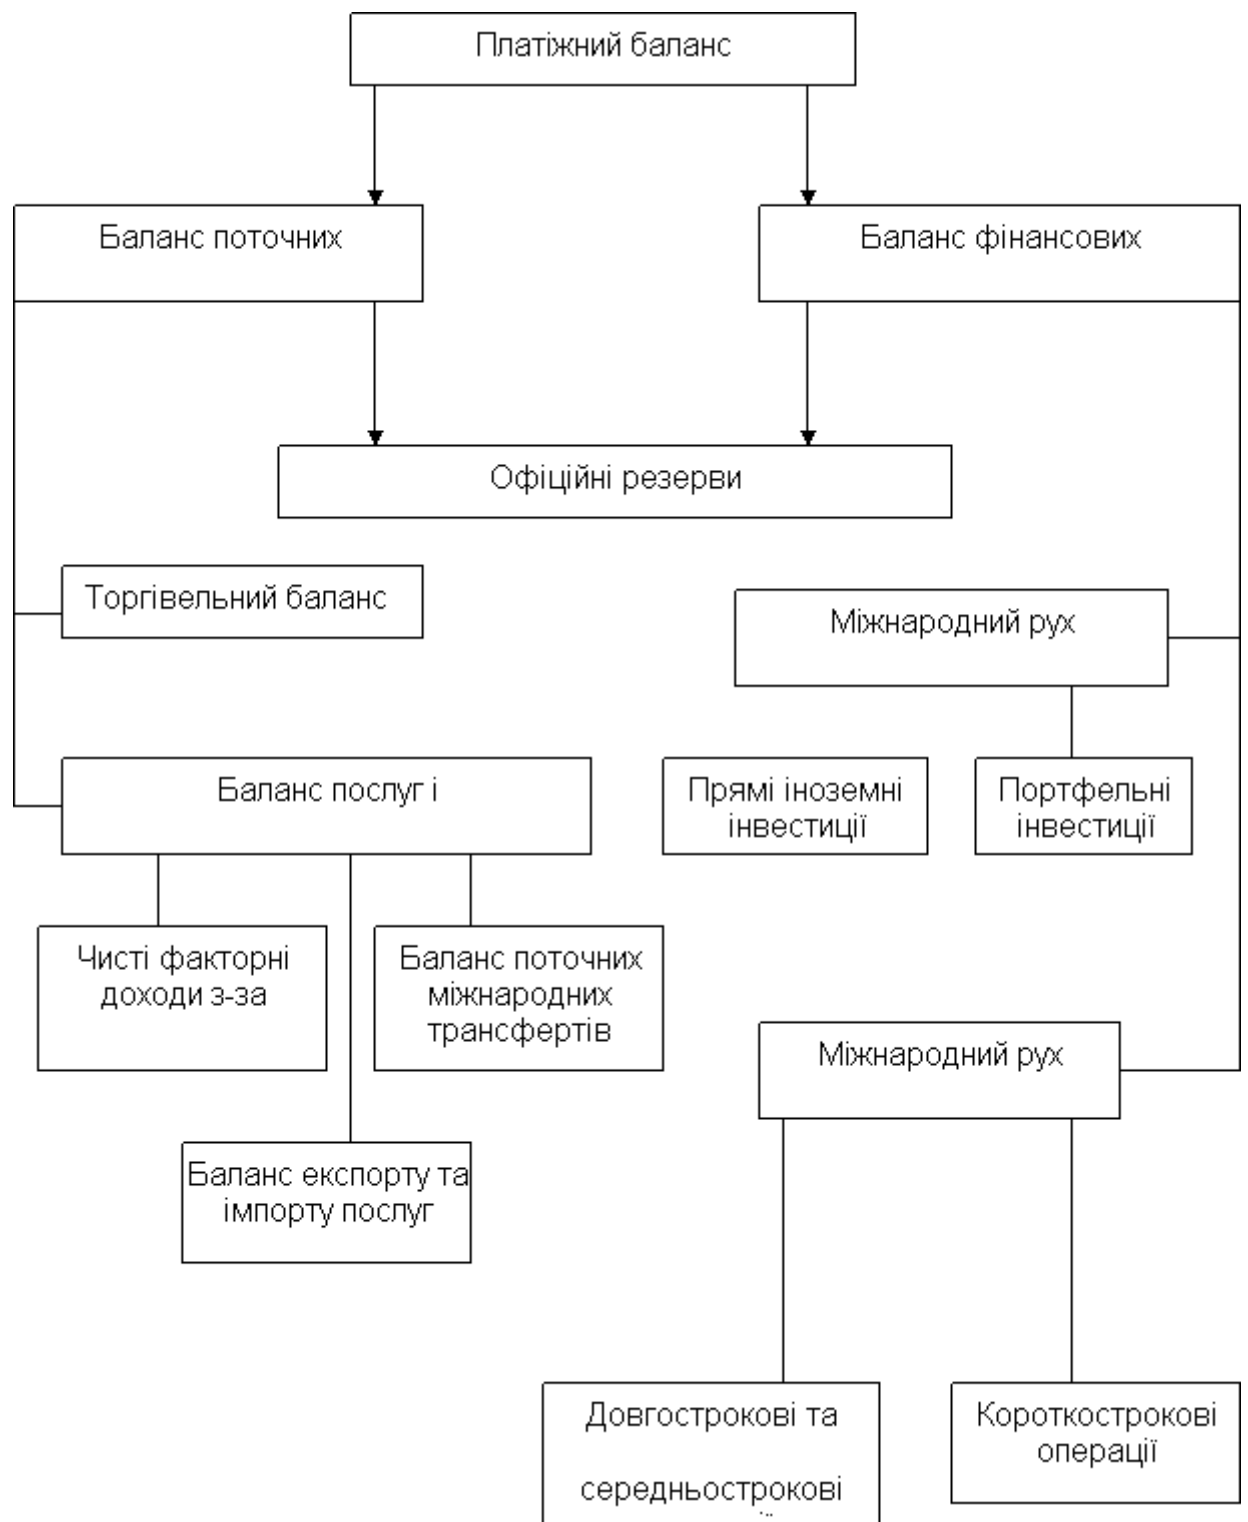 Платіжний баланс
Баланс поточних
Баланс фінансових
Офіційні резерви
Торгівельний баланс
Міжнародний рух
Баланс послуг і
Прямі іноземні
інвестиції
Портфельні
інвестиції
Чисті факторні
доходи з-за
Баланс поточних
міжнародних
трансфертів
Міжнародний рух
Баланс експорту та
імпорту послуг
Довгострокові та
середньострокові
Короткострокові
операції